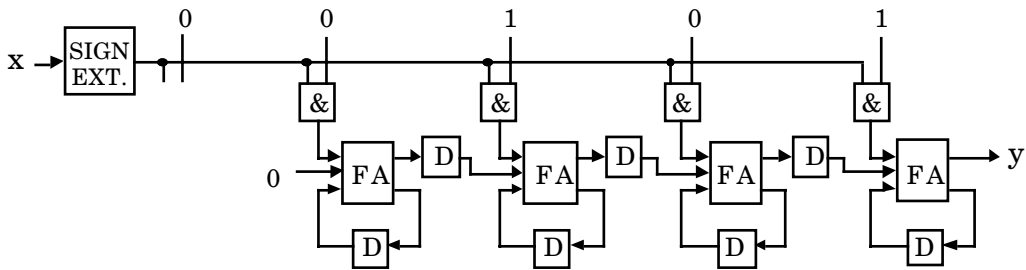 0 0 1 0 1
x SIGN
EXT.
& & & &
D D D
0 FA FA FA FA y
D D D D